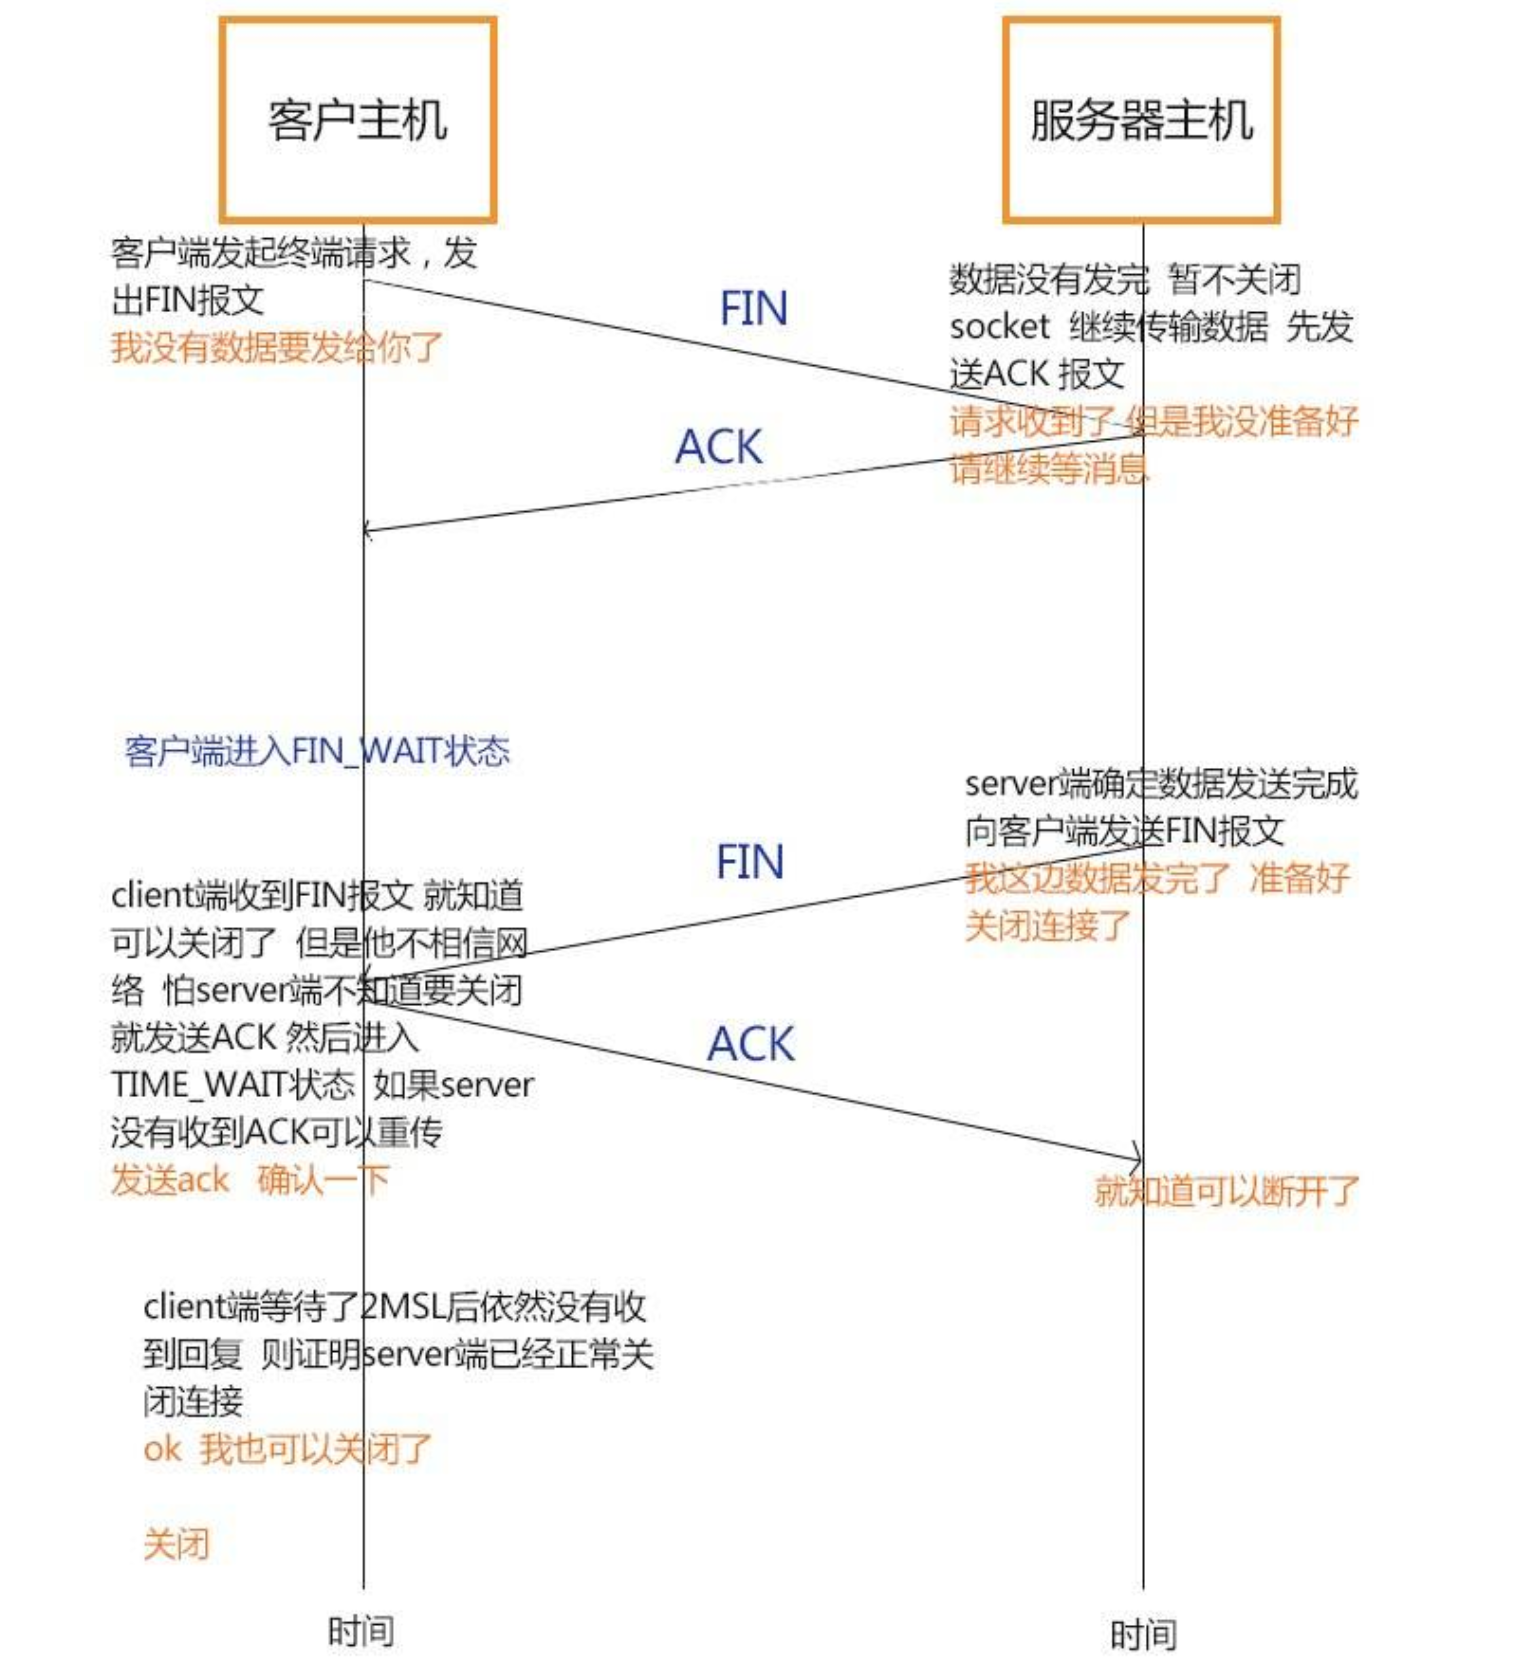 客户主机
服务器主机
客户端发起终端请求，发
出FIN报文
我没有数据要发给你了
FIN
数据没有发完 暂不关闭
socket 继续传输数据 先发
送ACK 报文
请求收到了 但是我没准备好
请继续等消息
ACK
客户端进入FIN_WAIT状态
server端确定数据发送完成
向客户端发送FIN报文
我这边数据发完了 准备好
关闭连接了
FIN
client端收到FIN报文 就知道
可以关闭了 但是他不相信网
络 怕server端不知道要关闭
就发送ACK 然后进入
TIME_WAIT状态 如果server
没有收到ACK可以重传
发送ack 确认一下
ACK
就知道可以断开了
client端等待了2MSL后依然没有收
到回复 则证明server端已经正常关
闭连接
ok 我也可以关闭了
关闭
时间
时间